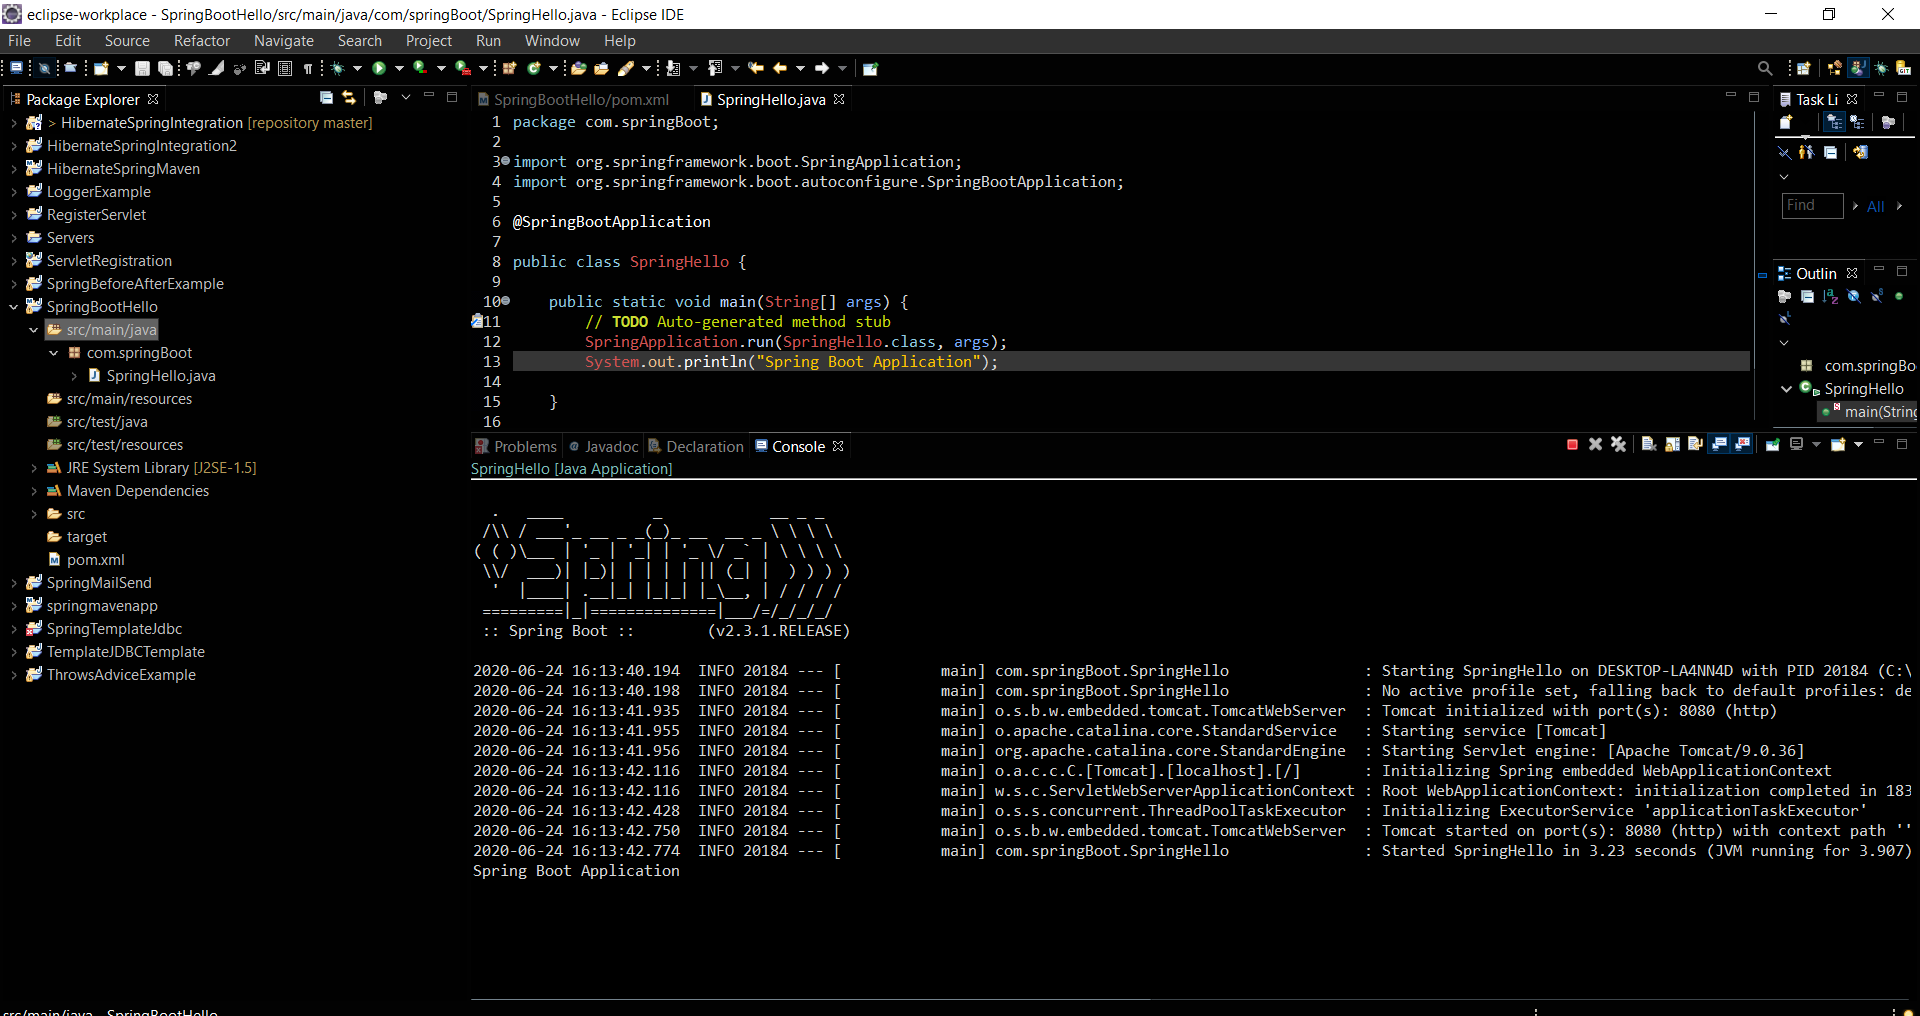 eclipse-workplace - SpringBootHello/src/main/java/com/springBoot/SpringHello.java - Eclipse IDE
File Edit Source Refactor Navigate Search Project Run Window Help
Package Explorer
> HibernateSpringIntegration [repository master]
HibernateSpringIntegration2
HibernateSpringMaven
LoggerExample
RegisterServlet
Servers
ServletRegistration
SpringBeforeAfterExample
SpringBootHello
src/main/java
com.springBoot
SpringHello.java
src/main/resources
src/test/java
src/test/resources
JRE System Library [J2SE-1.5]
Maven Dependencies
src
target
pom.xml
SpringMailSend
springmavenapp
SpringTemplateJdbc
TemplateJDBCTemplate
ThrowsAdviceExample
SpringBootHello/pom.xml SpringHello.java
1 package com.springBoot;
2
3 import org.springframework.boot.SpringApplication;
4 import org.springframework.boot.autoconfigure.SpringBootApplication;
5
6 @SpringBootApplication
7
8 public class SpringHello {
9
10 public static void main(String[] args) {
11 // TODO Auto-generated method stub
12 SpringApplication.run(SpringHello.class, args);
13 System.out.println("Spring Boot Application");
14
15 }
16
Task Li
Find All
Outlin
com.springBo
SpringHello
main(String
Problems @ Javadoc Declaration Console
SpringHello [Java Application]
Spring
:: Spring Boot :: (v2.3.1.RELEASE)
2020-06-24 16:13:40.194 INFO 20184 --- [ main] com.springBoot.SpringHello : Starting SpringHello on DESKTOP-LA4NN4D with PID 20184 (C:\
2020-06-24 16:13:40.198 INFO 20184 --- [ main] com.springBoot.SpringHello : No active profile set, falling back to default profiles: de
2020-06-24 16:13:41.935 INFO 20184 --- [ main] o.s.b.w.embedded.tomcat.TomcatWebServer : Tomcat initialized with port(s): 8080 (http)
2020-06-24 16:13:41.955 INFO 20184 --- [ main] o.apache.catalina.core.StandardService : Starting service [Tomcat]
2020-06-24 16:13:41.956 INFO 20184 --- [ main] org.apache.catalina.core.StandardEngine : Starting Servlet engine: [Apache Tomcat/9.0.36]
2020-06-24 16:13:42.116 INFO 20184 --- [ main] o.a.c.c.C.[Tomcat].[localhost].[/] : Initializing Spring embedded WebApplicationContext
2020-06-24 16:13:42.116 INFO 20184 --- [ main] w.s.c.ServletWebServerApplicationContext : Root WebApplicationContext: initialization completed in 183
2020-06-24 16:13:42.428 INFO 20184 --- [ main] o.s.s.concurrent.ThreadPoolTaskExecutor : Initializing ExecutorService 'applicationTaskExecutor'
2020-06-24 16:13:42.750 INFO 20184 --- [ main] o.s.b.w.embedded.tomcat.TomcatWebServer : Tomcat started on port(s): 8080 (http) with context path ''
2020-06-24 16:13:42.774 INFO 20184 --- [ main] com.springBoot.SpringHello : Started SpringHello in 3.23 seconds (JVM running for 3.907)
Spring Boot Application
src/main/java - SpringBootHello